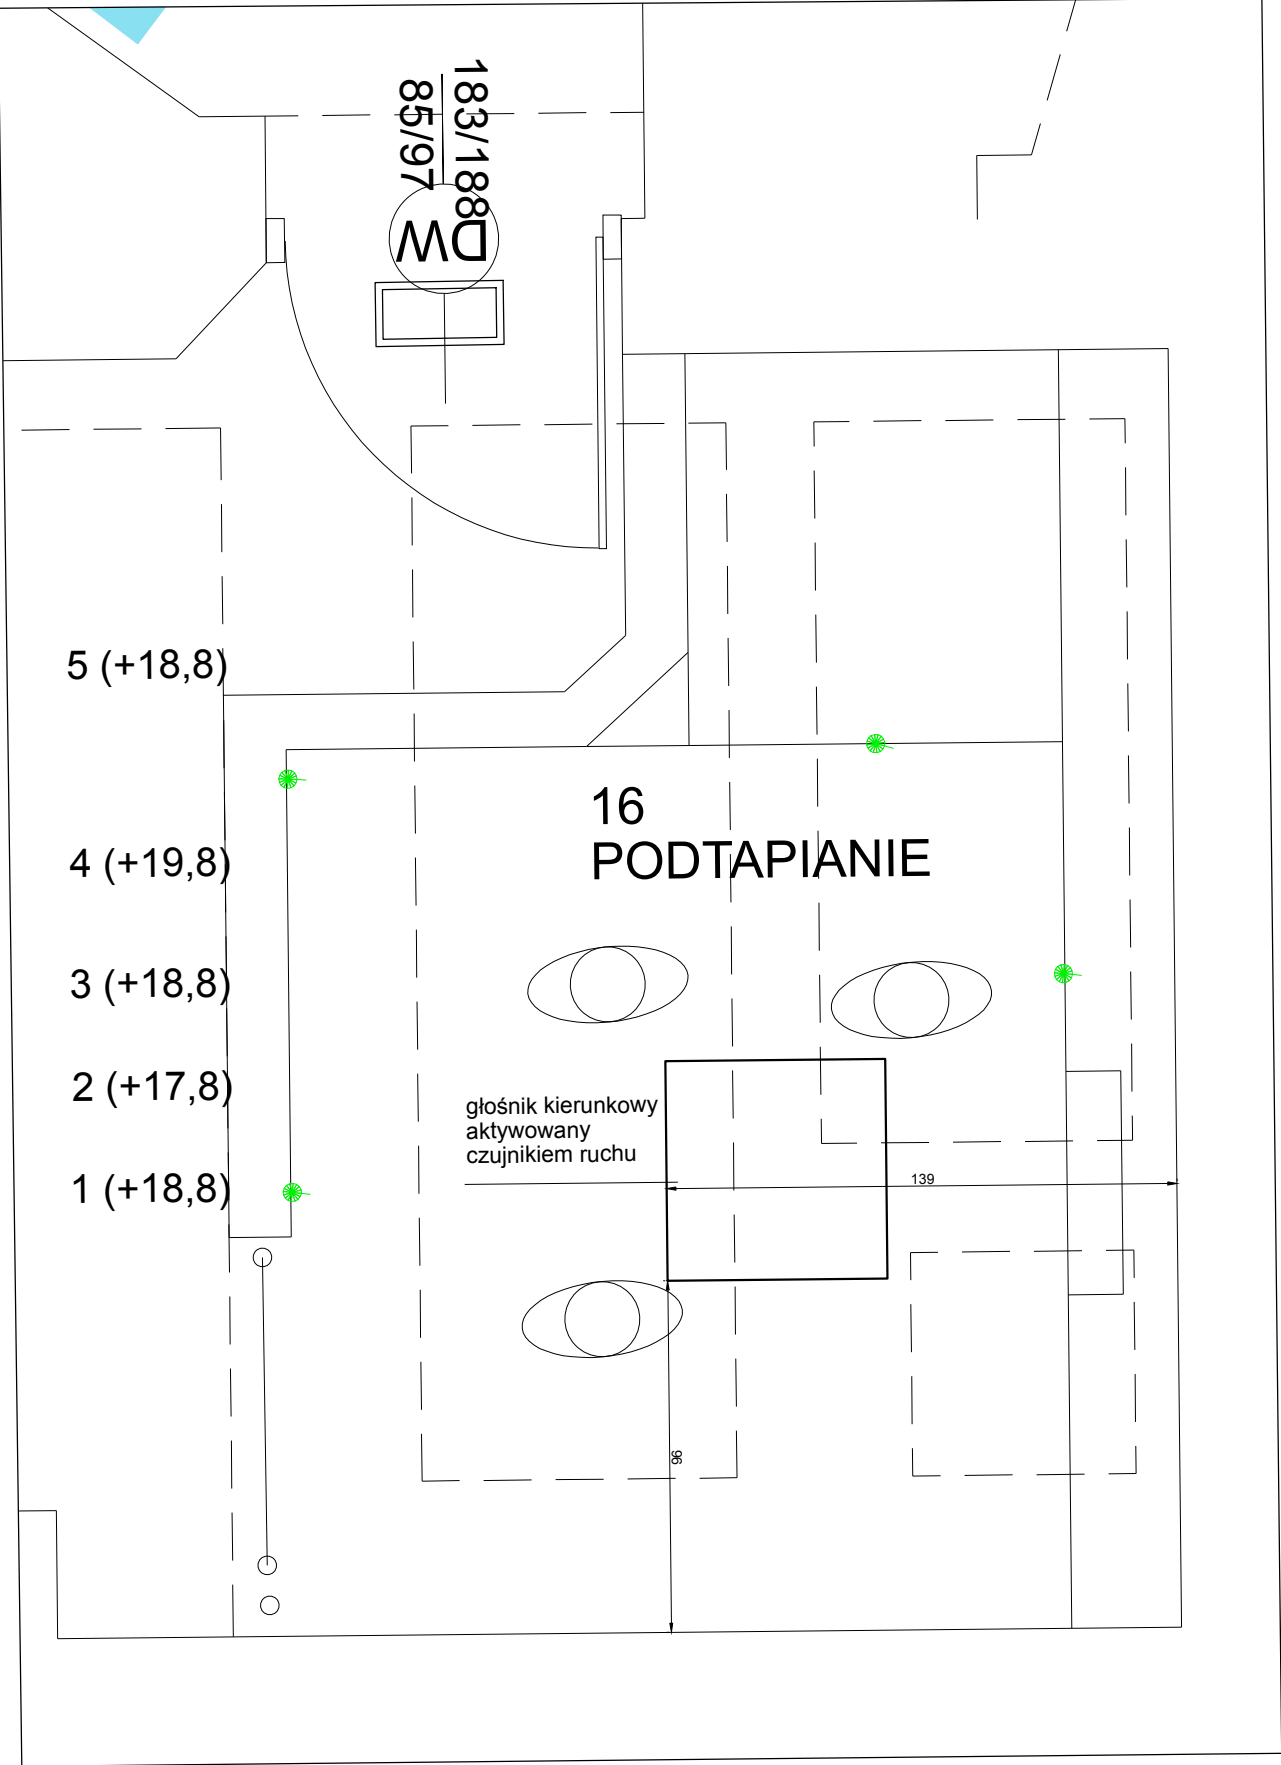 183/188
85/97
DW
5 (+18,8)
16
PODTAPIANIE
4 (+19,8)
3 (+18,8)
2 (+17,8)
głośnik kierunkowy
aktywowany
czujnikiem ruchu
1 (+18,8)
139
96